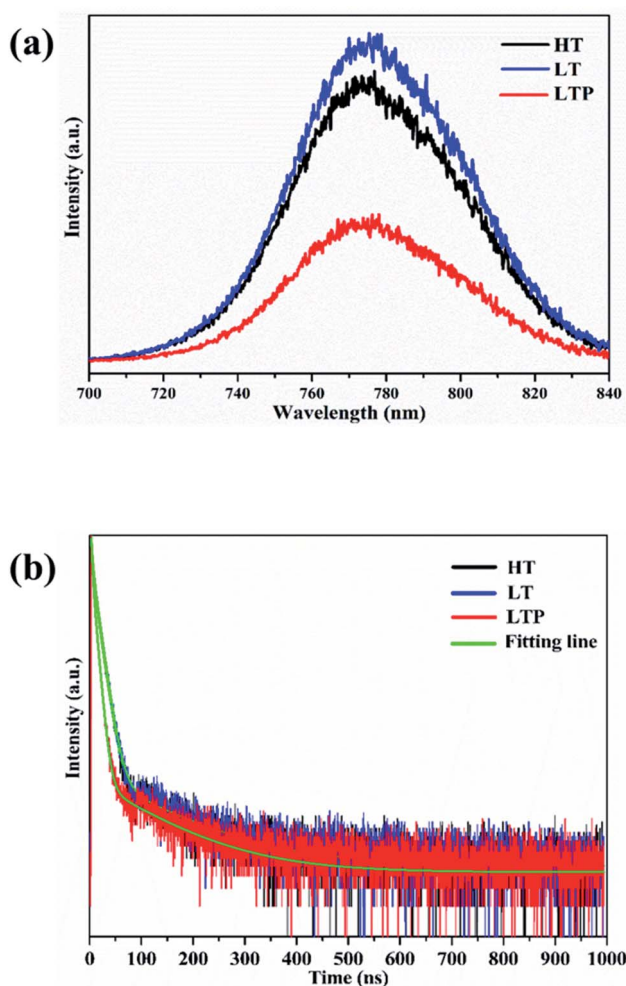 (a)
HT
LT
LTP
Intensity (a.u.)
700 720 740 760 780 800 820 840
Wavelength (nm)
(b)
HT
LT
LTP
Fitting line
Intensity (a.u.)
0 100 200 300 400 500 600 700 800 900 1000
Time (ns)